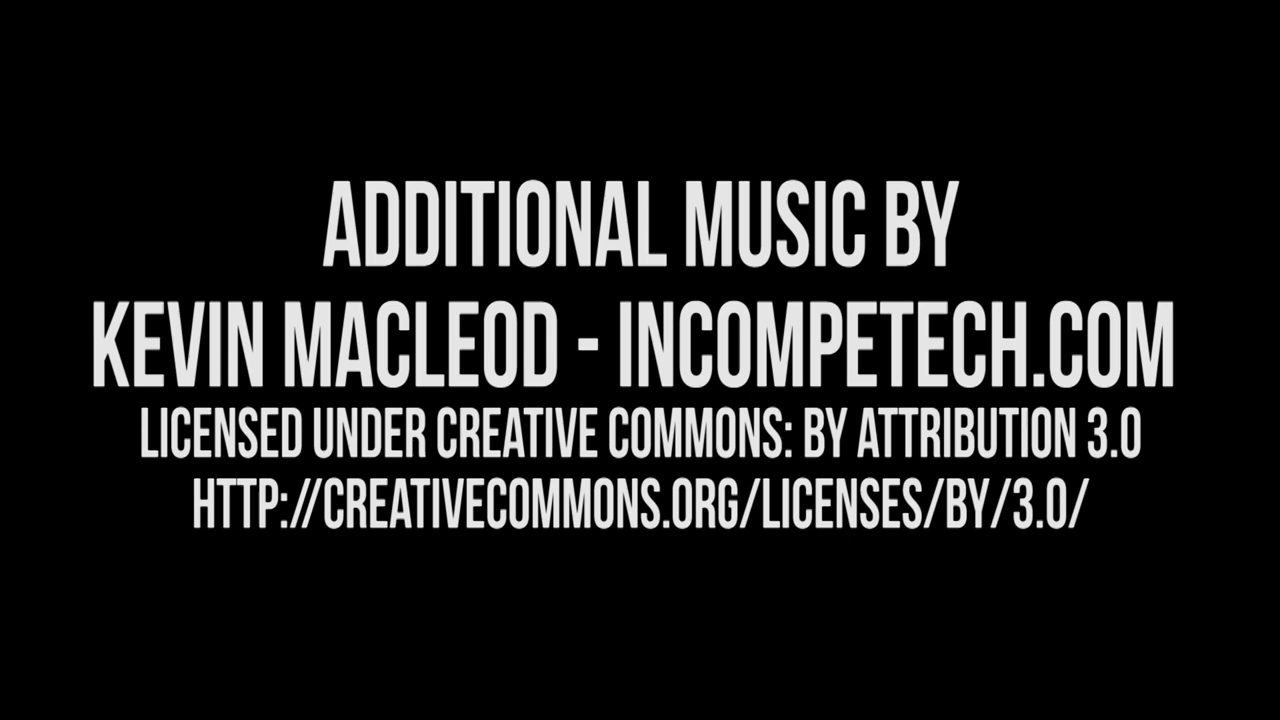 ADDITIONAL MUSIC BY
KEVIN MACLEOD - INCOMPETECH.COM
LICENSED UNDER CREATIVE COMMONS: BY ATTRIBUTION 3.0
HTTP://CREATIVECOMMONS.ORG/LICENSES/BY/3.0/